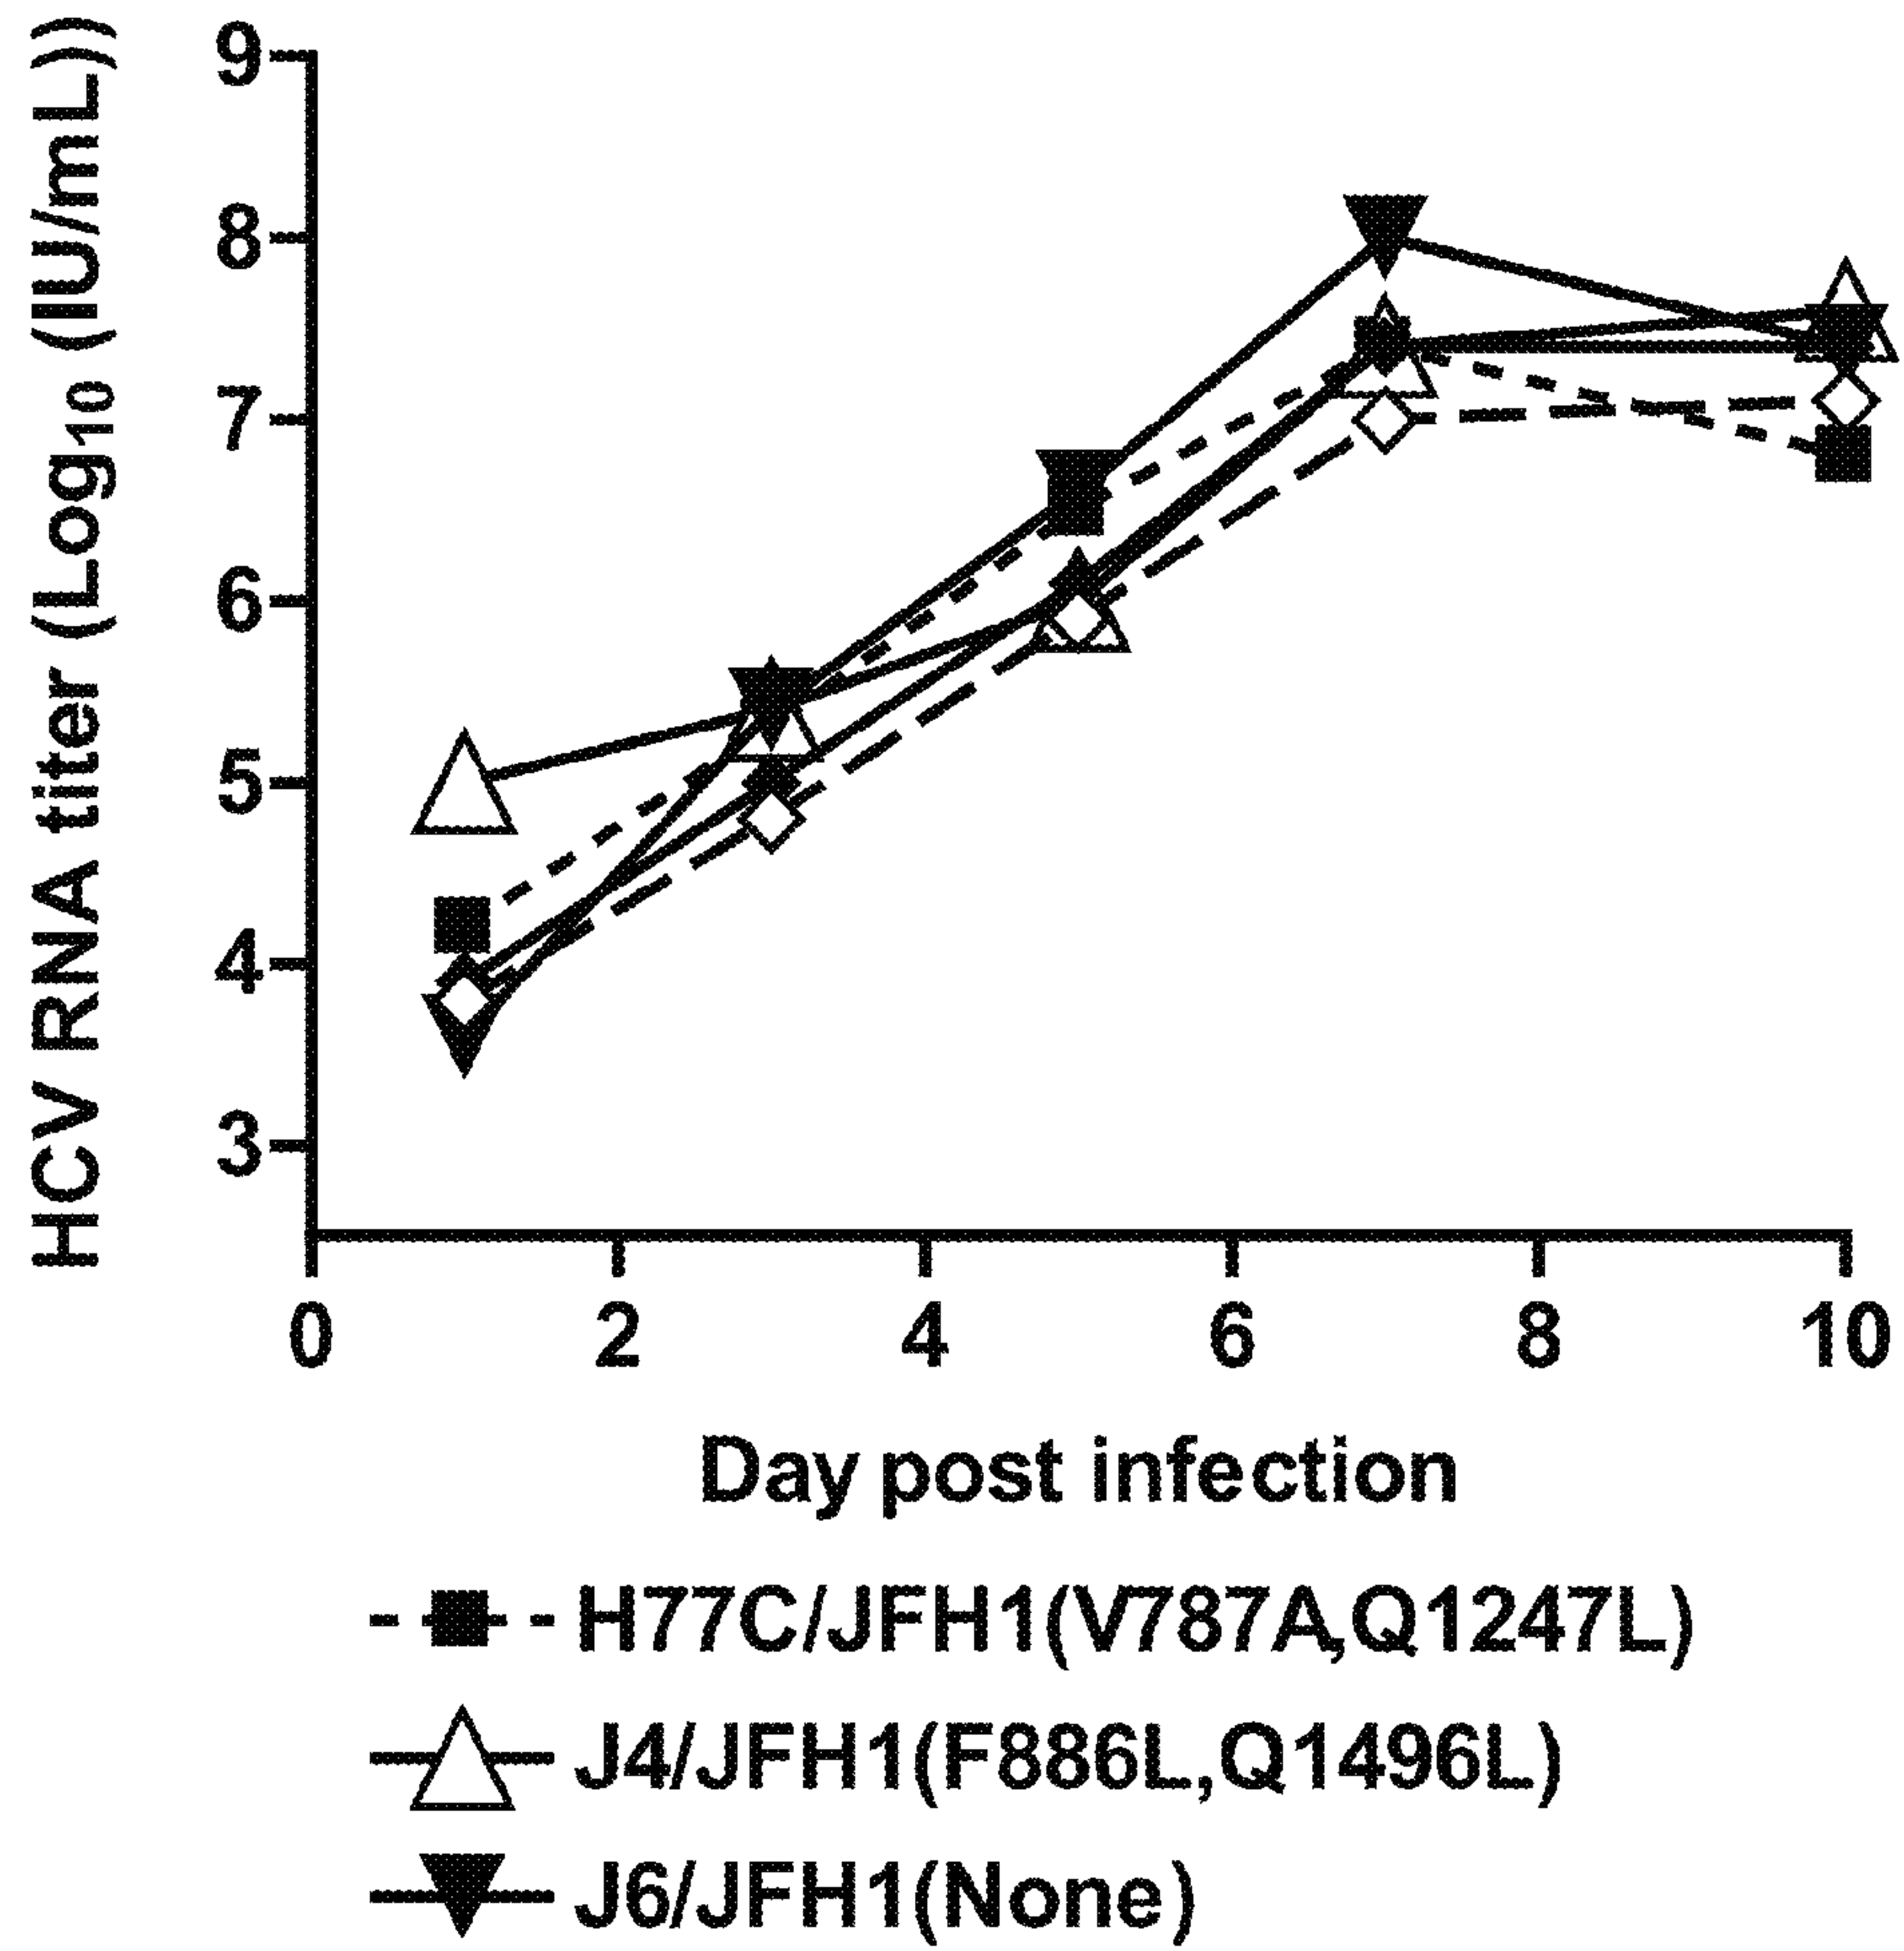 HCV RNA titer (Log10 (IU/mL))
9
8
7
6
5
4
3
0 2 4 6 8 10
Day post infection
H77C/JFH1(V787A,Q1247L)
J4/JFH1(F886L,Q1496L)
J6/JFH1(None)